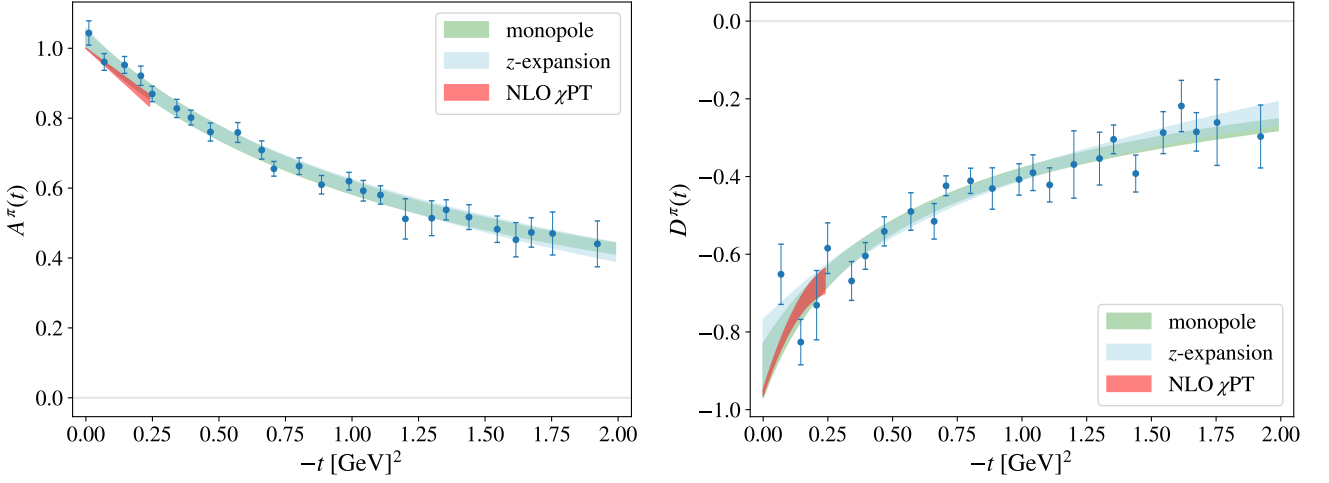 1.0
0.8
0.6
0.4
0.2
0.0
A^π(t)
monopole
z-expansion
NLO χPT
0.00 0.25 0.50 0.75 1.00 1.25 1.50 1.75 2.00
−t [GeV]²
0.0
−0.2
−0.4
−0.6
−0.8
−1.0
D^π(t)
monopole
z-expansion
NLO χPT
0.00 0.25 0.50 0.75 1.00 1.25 1.50 1.75 2.00
−t [GeV]²